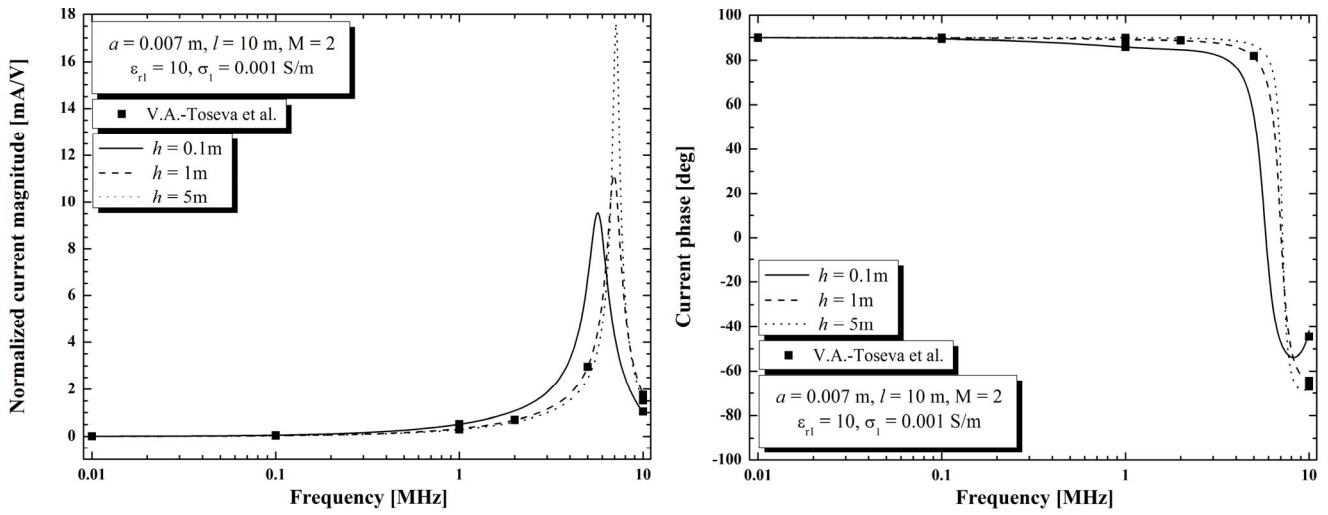 Normalized current magnitude [mA/V]
18
16
14
12
10
8
6
4
2
0
a = 0.007 m, l = 10 m, M = 2
εr1 = 10, σ1 = 0.001 S/m
V.A.-Toseva et al.
h = 0.1m
h = 1m
h = 5m
0.01
0.1
1
10
Frequency [MHz]
Current phase [deg]
100
80
60
40
20
0
-20
-40
-60
-80
-100
h = 0.1m
h = 1m
h = 5m
V.A.-Toseva et al.
a = 0.007 m, l = 10 m, M = 2
εr1 = 10, σ1 = 0.001 S/m
0.01
0.1
1
10
Frequency [MHz]